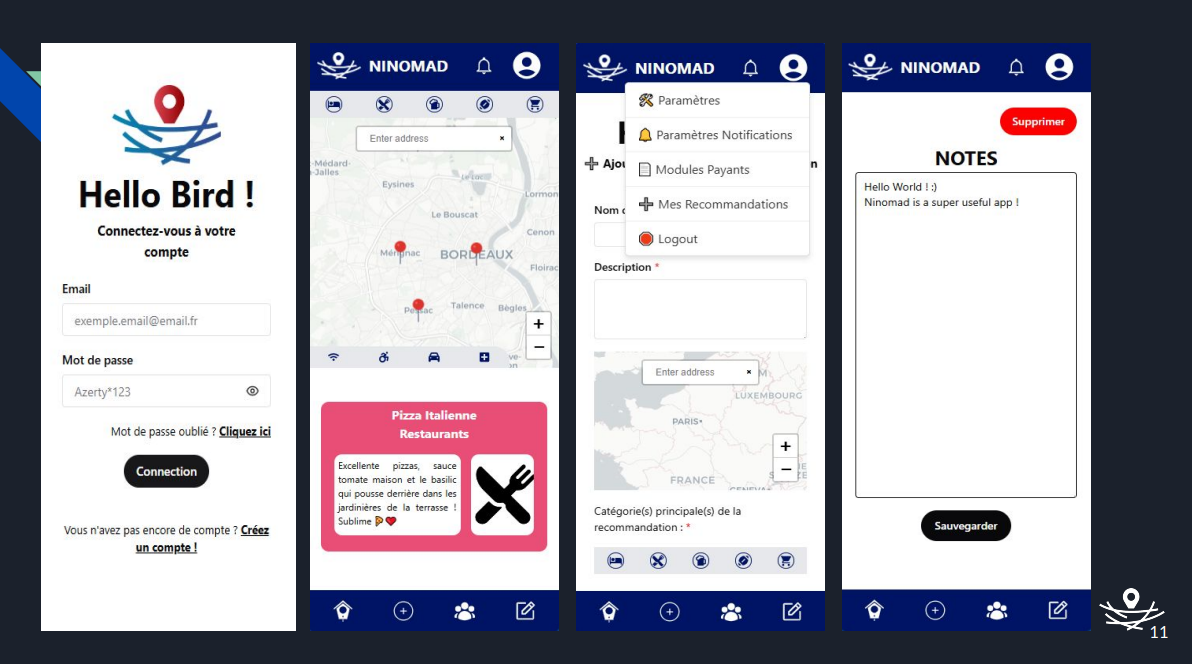 Hello Bird !
Connectez-vous à votre
compte
Email
exemple.email@email.fr
Mot de passe
Azerty*123
Mot de passe oublié ? Cliquez ici
Connection
Vous n'avez pas encore de compte ? Créez
un compte !
NINOMAD
Enter address ×
-Médard-
-Jalles
Eysines
Lormon
Le Bouscat
Cenon
Mérignac
BORDEAUX
Floirac
Pessac
Talence
Bègles
+
−
Pizza Italienne
Restaurants
Excellente pizzas, sauce
tomate maison et le basilic
qui pousse derrière dans les
jardinières de la terrasse !
Sublime 🍕❤️
NINOMAD
Paramètres
Paramètres Notifications
Modules Payants
Mes Recommandations
Logout
Ajou
n
Nom d
Description *
Enter address ×
LUXEMBOURG
PARIS
+
−
FRANCE
Catégorie(s) principale(s) de la
recommandation : *
NINOMAD
Supprimer
NOTES
Hello World ! :)
Ninomad is a super useful app !
Sauvegarder
11